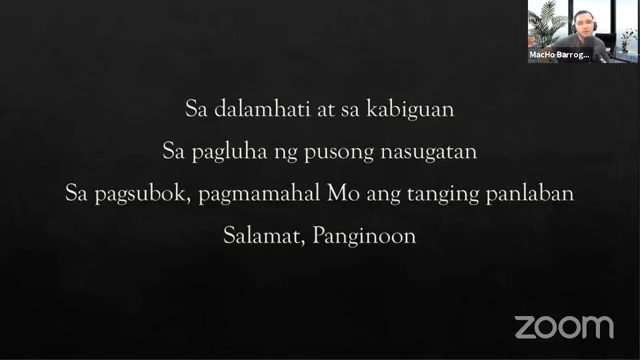 MacHo Barrog...
Sa dalamhati at sa kabiguan
Sa pagluha ng pusong nasugatan
Sa pagsubok, pagmamahal Mo ang tanging panlaban
Salamat, Panginoon
zoom